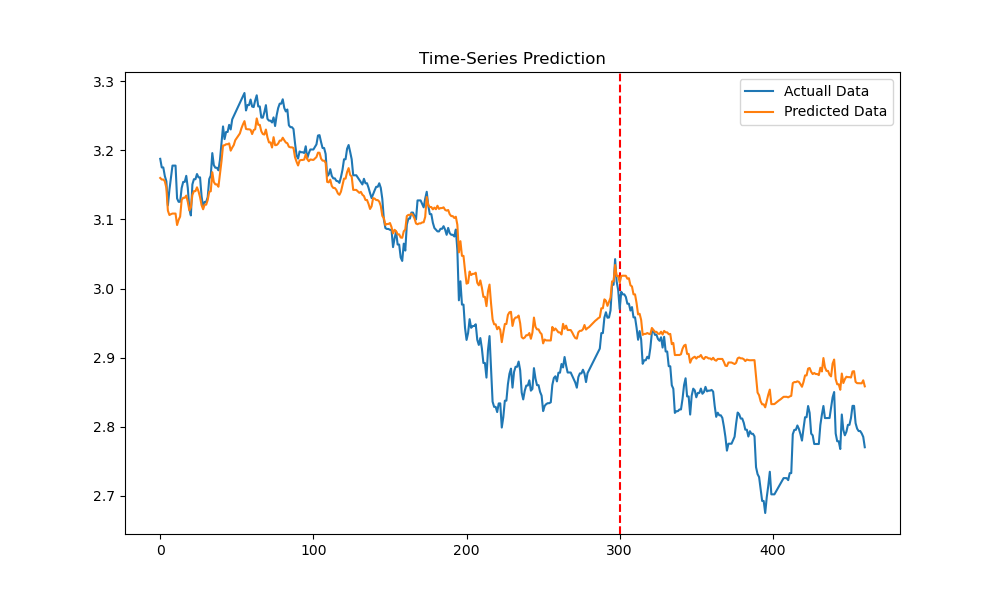 Time-Series Prediction
Actuall Data
Predicted Data
3.3
3.2
3.1
3.0
2.9
2.8
2.7
0 100 200 300 400